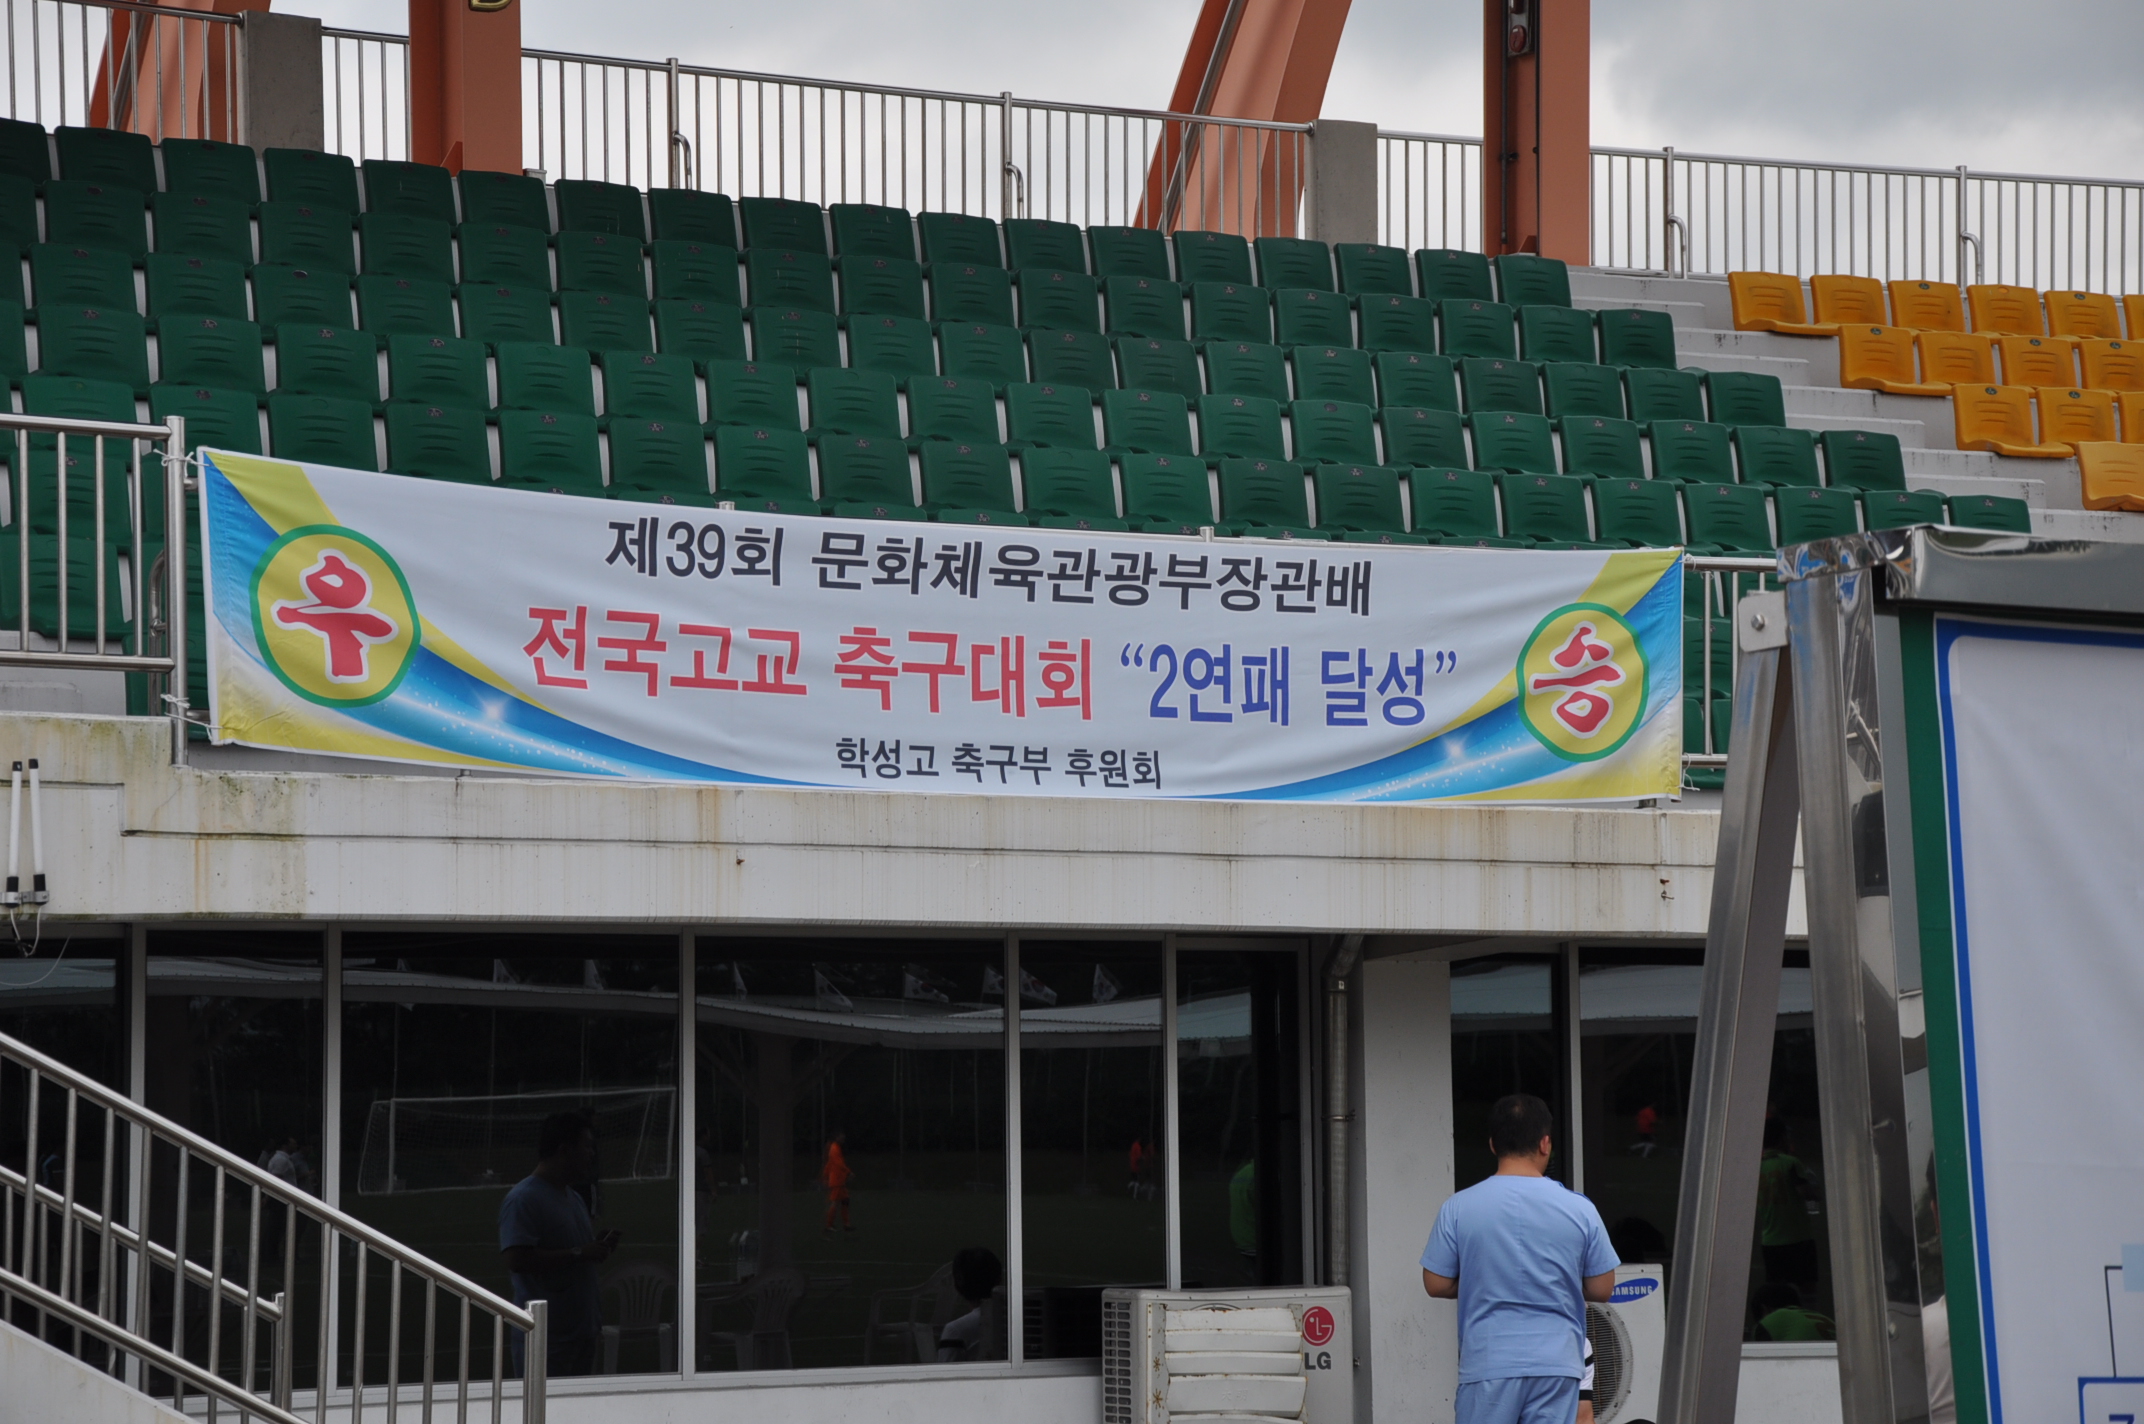 제39회 문화체육관광부장관배
우 전국고교 축구대회 “2연패 달성” 승
학성고 축구부 후원회
LG
SAMSUNG